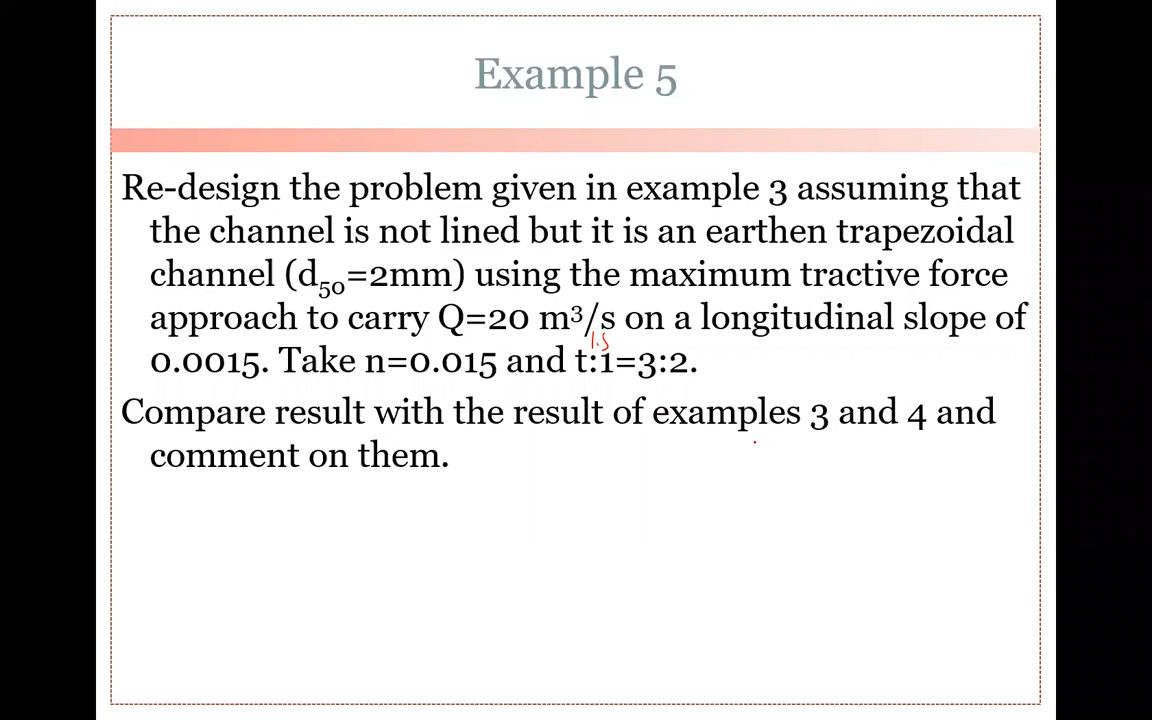 Example 5
Re-design the problem given in example 3 assuming that
the channel is not lined but it is an earthen trapezoidal
channel (d₅₀=2mm) using the maximum tractive force
approach to carry Q=20 m³/s on a longitudinal slope of
1.5
0.0015. Take n=0.015 and t:1=3:2.
Compare result with the result of examples 3 and 4 and
comment on them.